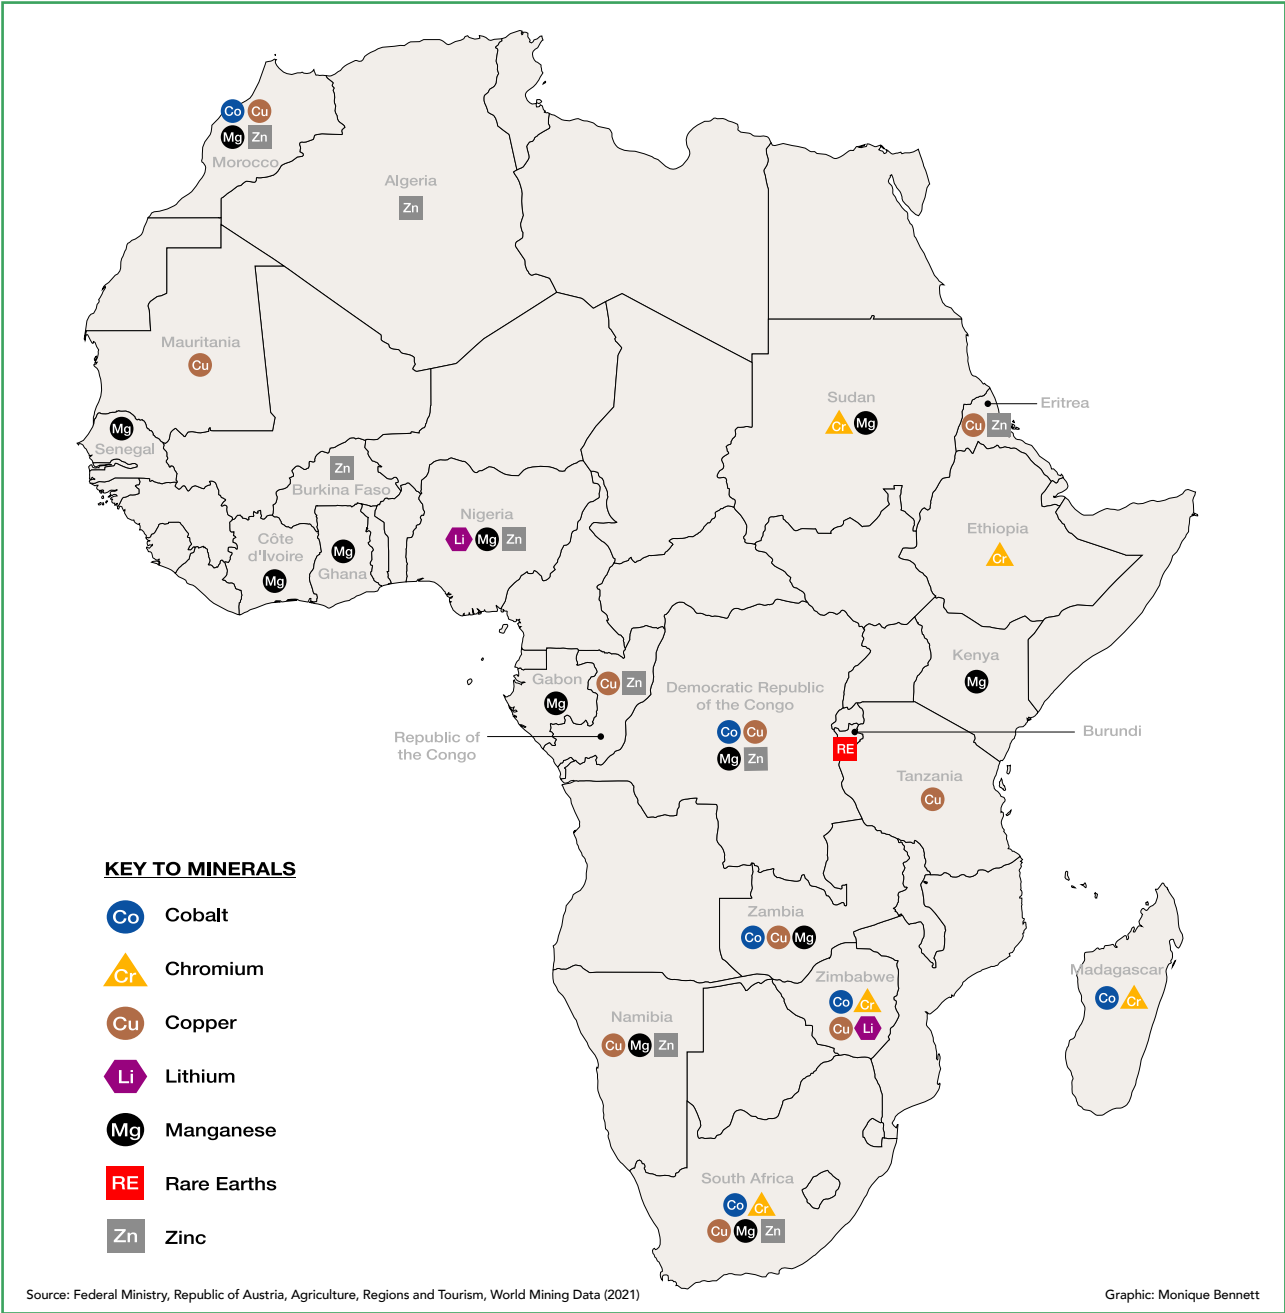 Co Cu
Mg Zn
Morocco
Algeria
Zn
Mauritania
Cu
Sudan
Cr Mg
Eritrea
Cu Zn
Mg
Senegal
Zn
Burkina Faso
Nigeria
Li Mg Zn
Côte
d'Ivoire
Mg
Mg
Ghana
Ethiopia
Cr
Kenya
Mg
Gabon
Mg
Cu Zn
Republic of
the Congo
Democratic Republic
of the Congo
Co Cu
Mg Zn
Burundi
RE
Tanzania
Cu
Zambia
Co Cu Mg
Zimbabwe
Co Cr
Cu Li
Madagascar
Co Cr
Namibia
Cu Mg Zn
South Africa
Co Cr
Cu Mg Zn
KEY TO MINERALS
Co Cobalt
Cr Chromium
Cu Copper
Li Lithium
Mg Manganese
RE Rare Earths
Zn Zinc
Source: Federal Ministry, Republic of Austria, Agriculture, Regions and Tourism, World Mining Data (2021)
Graphic: Monique Bennett